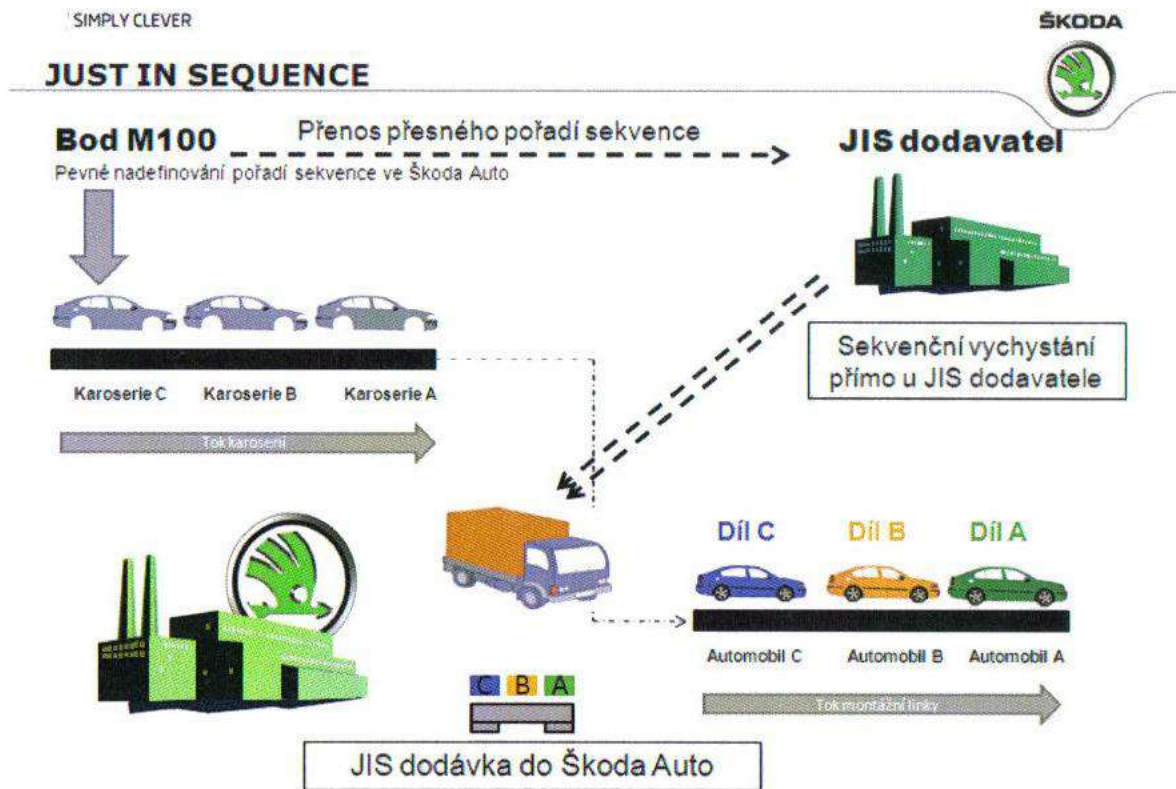 SIMPLY CLEVER
ŠKODA
JUST IN SEQUENCE
Bod M100
Přenos přesného pořadí sekvence
JIS dodavatel
Pevné nadefinování pořadí sekvence ve Škoda Auto
Sekvenční vychystání
přímo u JIS dodavatele
Karoserie C
Karoserie B
Karoserie A
Tok karoserií
Díl C
Díl B
Díl A
Automobil C
Automobil B
Automobil A
C B A
Tok montážní linky
JIS dodávka do Škoda Auto